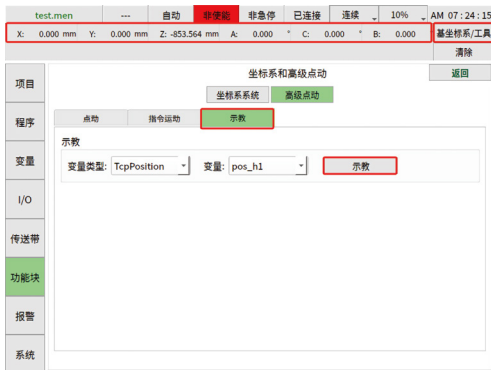 test.men --- 自动 非使能 非急停 已连接 连续 10% AM 07:24:15
X: 0.000 mm Y: 0.000 mm Z: -853.564 mm A: 0.000 ° C: 0.000 ° B: 0.000 ° 基坐标系/工具
清除
坐标系和高级点动 返回
坐标系系统 高级点动
点动 指令运动 示教
示教
变量类型: TcpPosition 变量: pos_h1 示教
项目
程序
变量
I/O
传送带
功能块
报警
系统